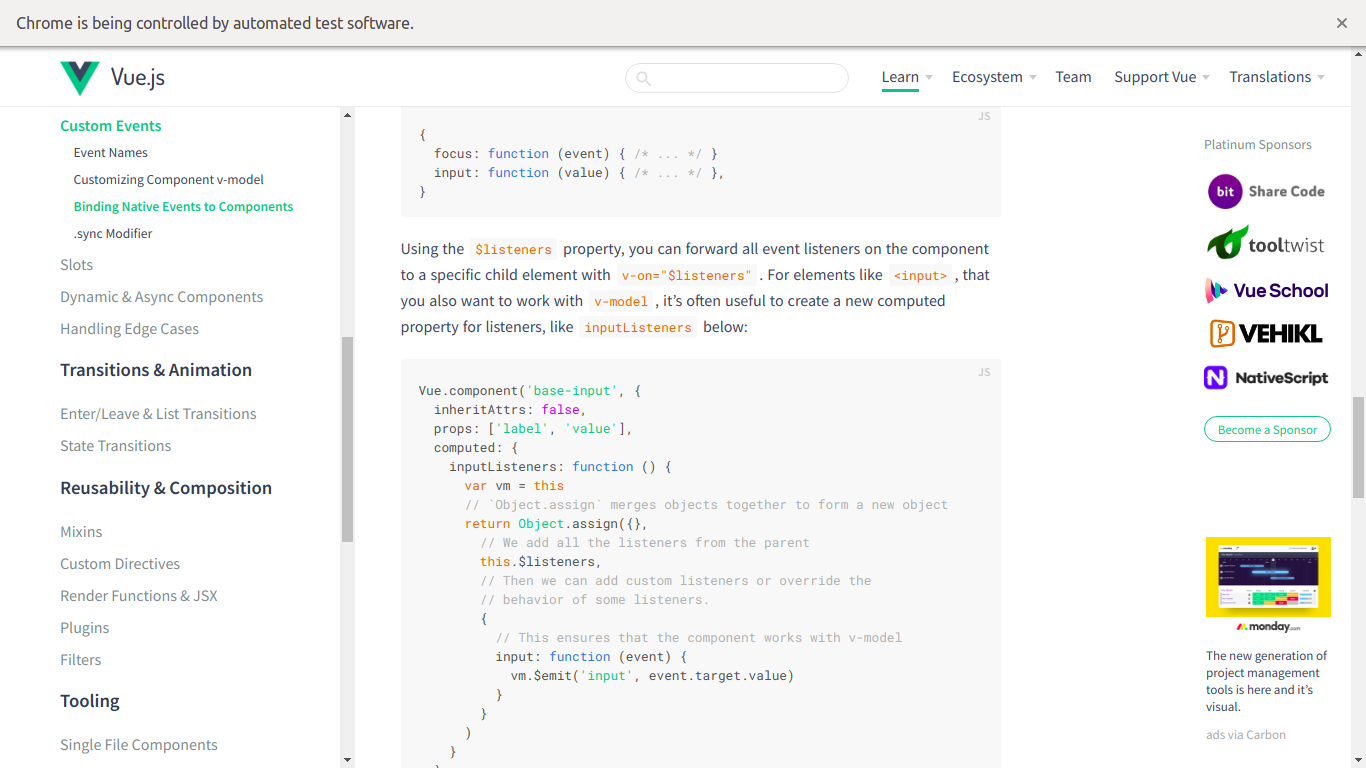 Chrome is being controlled by automated test software.
Vue.js
Learn
Ecosystem
Team
Support Vue
Translations
Custom Events
Event Names
Customizing Component v-model
Binding Native Events to Components
.sync Modifier
Slots
Dynamic & Async Components
Handling Edge Cases
Transitions & Animation
Enter/Leave & List Transitions
State Transitions
Reusability & Composition
Mixins
Custom Directives
Render Functions & JSX
Plugins
Filters
Tooling
Single File Components
JS
{
focus: function (event) { /* ... */ }
input: function (value) { /* ... */ },
}
Using the $listeners property, you can forward all event listeners on the component
to a specific child element with v-on="$listeners" . For elements like <input> , that
you also want to work with v-model , it’s often useful to create a new computed
property for listeners, like inputListeners below:
JS
Vue.component('base-input', {
inheritAttrs: false,
props: ['label', 'value'],
computed: {
inputListeners: function () {
var vm = this
// `Object.assign` merges objects together to form a new object
return Object.assign({},
// We add all the listeners from the parent
this.$listeners,
// Then we can add custom listeners or override the
// behavior of some listeners.
{
// This ensures that the component works with v-model
input: function (event) {
vm.$emit('input', event.target.value)
}
}
)
}
Platinum Sponsors
bit Share Code
tooltwist
Vue School
VEHIKL
N NativeScript
Become a Sponsor
monday.com
The new generation of
project management
tools is here and it’s
visual.
ads via Carbon